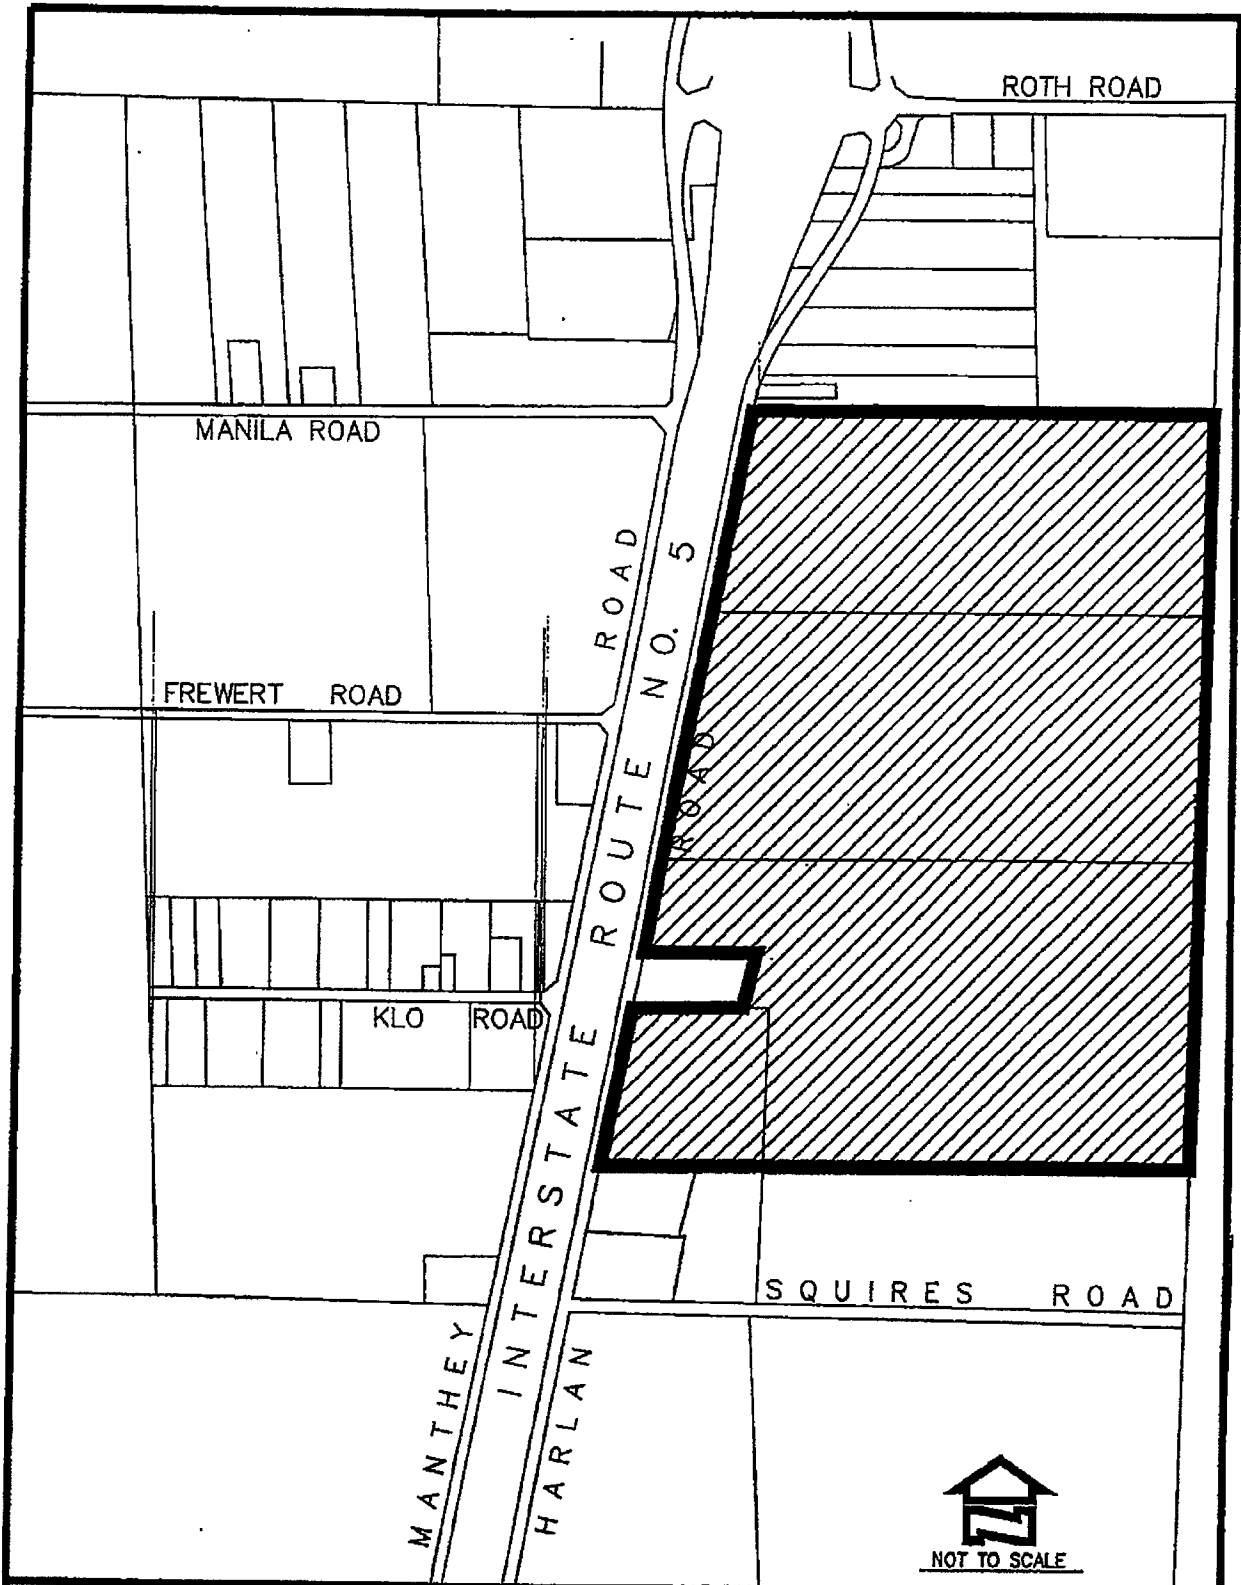 ROTH ROAD
MANILA ROAD
ROAD
INTERSTATE ROUTE NO. 5
FREWERT ROAD
ROAD
KLO ROAD
SQUIRES ROAD
MANTHEY
HARLAN
N
NOT TO SCALE